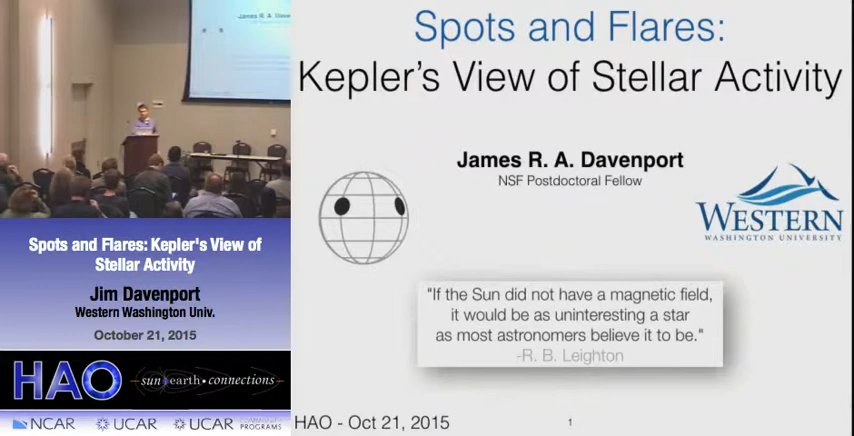 James R. A. Davenport
Spots and Flares: Kepler's View of
Stellar Activity
Jim Davenport
Western Washington Univ.
October 21, 2015
HAO
sun earth • connections
NCAR
UCAR
UCAR
PROGRAMS
Spots and Flares:
Kepler's View of Stellar Activity
James R. A. Davenport
NSF Postdoctoral Fellow
WESTERN
WASHINGTON UNIVERSITY
"If the Sun did not have a magnetic field,
it would be as uninteresting a star
as most astronomers believe it to be."
-R. B. Leighton
HAO - Oct 21, 2015
1